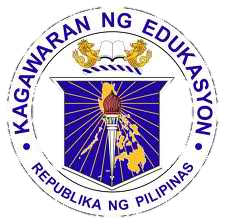 KAGAWARAN NG EDUKASYON
REPUBLIKA NG PILIPINAS